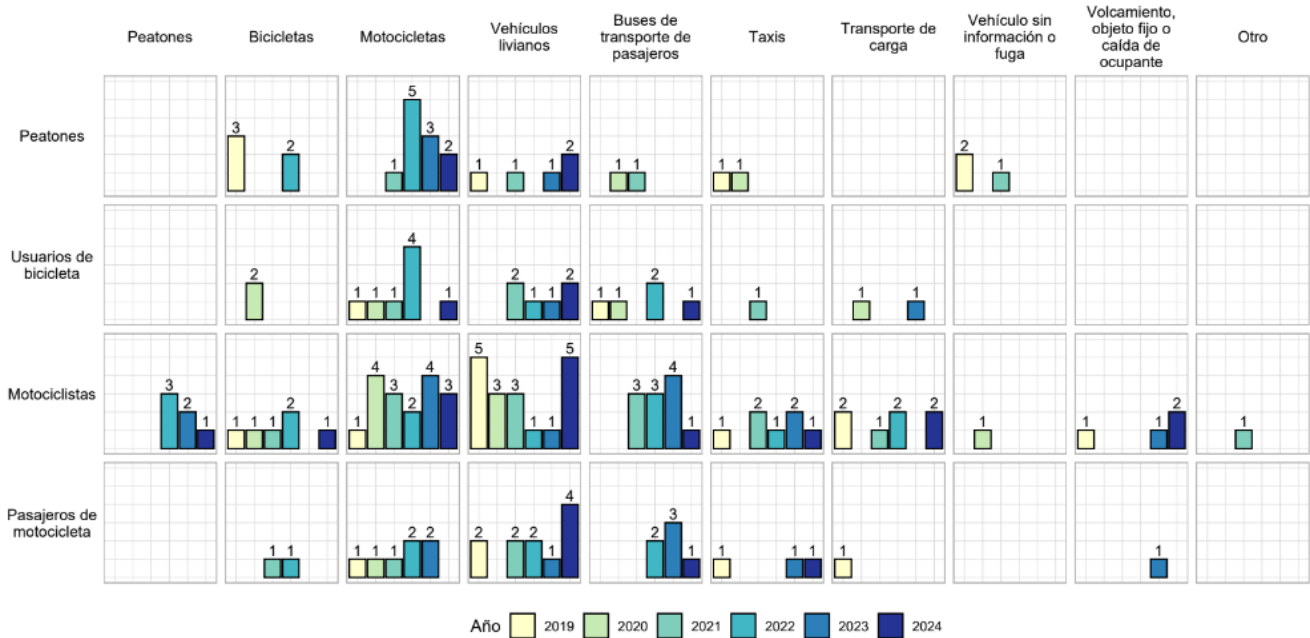 Peatones
Bicicletas
Motocicletas
Vehículos
livianos
Buses de
transporte de
pasajeros
Taxis
Transporte de
carga
Vehículo sin
información o
fuga
Volcamiento,
objeto fijo o
caída de
ocupante
Otro
Peatones
3 2
1 5 3 2
1 1 1 2
1 1
1 1
2 1
Usuarios de
bicicleta
2
1 1 1 4 1
2 1 1 2
1 1 2 1
1
1 1
Motociclistas
3 2 1
1 1 1 2 1
1 4 3 2 4 3
5 3 3 1 1 5
3 3 4 1
1 2 1 2 1
2 1 2 2
1
1 1 2
1
Pasajeros de
motocicleta
1 1
1 1 1 2 2
2 2 2 1 4
2 3 1
1 1 1
1
1
Año 2019 2020 2021 2022 2023 2024